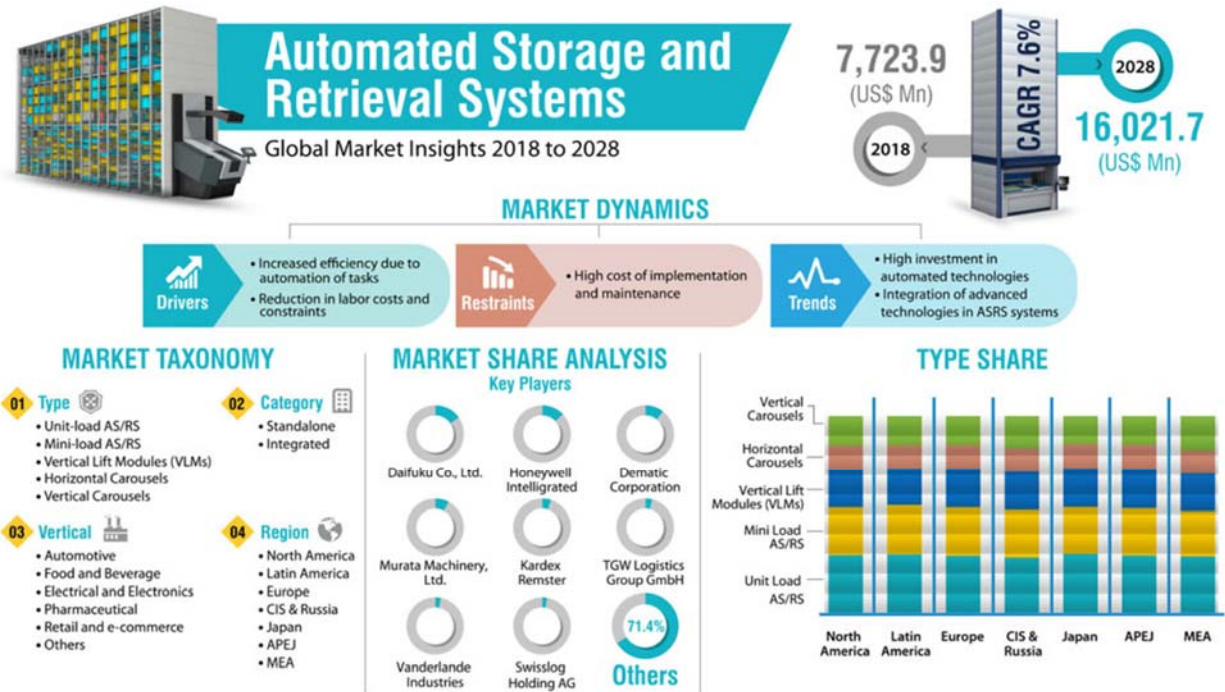 Automated Storage and
Retrieval Systems
Global Market Insights 2018 to 2028
7,723.9
(US$ Mn)
2018
CAGR 7.6%
2028
16,021.7
(US$ Mn)
MARKET DYNAMICS
Drivers
• Increased efficiency due to
automation of tasks
• Reduction in labor costs and
constraints
Restraints
• High cost of implementation
and maintenance
Trends
• High investment in
automated technologies
• Integration of advanced
technologies in ASRS systems
MARKET TAXONOMY
01 Type
• Unit-load AS/RS
• Mini-load AS/RS
• Vertical Lift Modules (VLMs)
• Horizontal Carousels
• Vertical Carousels
02 Category
• Standalone
• Integrated
03 Vertical
• Automotive
• Food and Beverage
• Electrical and Electronics
• Pharmaceutical
• Retail and e-commerce
• Others
04 Region
• North America
• Latin America
• Europe
• CIS & Russia
• Japan
• APEJ
• MEA
MARKET SHARE ANALYSIS
Key Players
Daifuku Co., Ltd.
Honeywell
Intelligrated
Dematic
Corporation
Murata Machinery,
Ltd.
Kardex
Remster
TGW Logistics
Group GmbH
Vanderlande
Industries
Swisslog
Holding AG
71.4%
Others
TYPE SHARE
Vertical
Carousels
Horizontal
Carousels
Vertical Lift
Modules (VLMs)
Mini Load
AS/RS
Unit Load
AS/RS
North
America
Latin
America
Europe
CIS &
Russia
Japan
APEJ
MEA